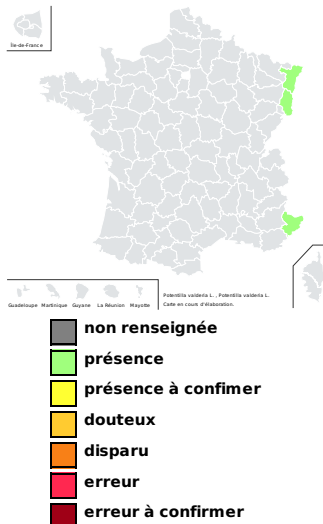 Île-de-France
Guadeloupe Martinique Guyane La Réunion Mayotte
Potentilla valderia L. , Potentilla valderia L.
Carte en cours d'élaboration.
non renseignée
présence
présence à confimer
douteux
disparu
erreur
erreur à confirmer